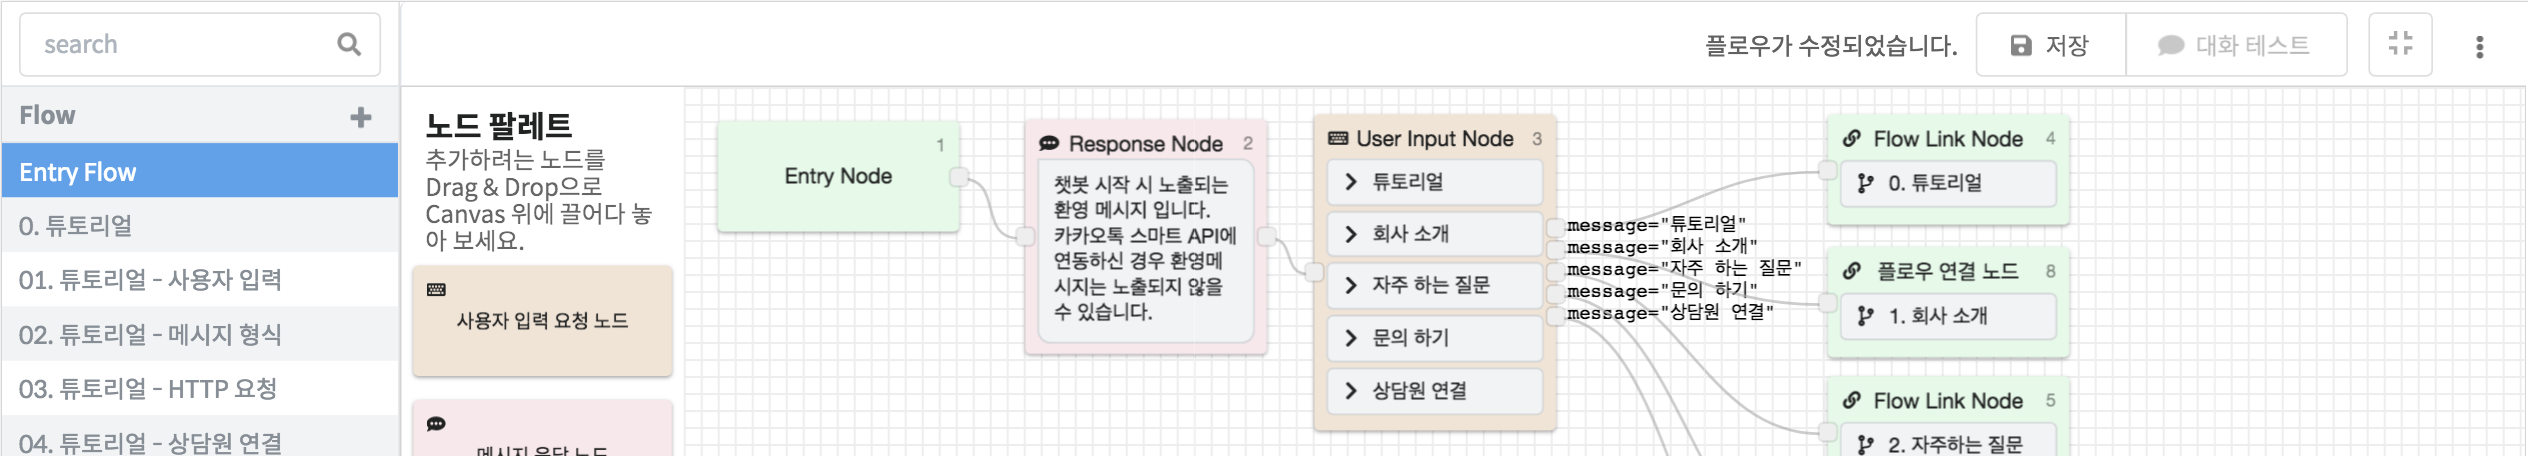 search
플로우가 수정되었습니다.
저장
대화 테스트
Flow
Entry Flow
0. 튜토리얼
01. 튜토리얼 - 사용자 입력
02. 튜토리얼 - 메시지 형식
03. 튜토리얼 - HTTP 요청
04. 튜토리얼 - 상담원 연결
노드 팔레트
추가하려는 노드를
Drag & Drop으로
Canvas 위에 끌어다 놓
아 보세요.
사용자 입력 요청 노드
메시지 응답 노드
1
Entry Node
Response Node 2
챗봇 시작 시 노출되는
환영 메시지 입니다.
카카오톡 스마트 API에
연동하신 경우 환영메
시지는 노출되지 않을
수 있습니다.
User Input Node 3
튜토리얼
회사 소개
자주 하는 질문
문의 하기
상담원 연결
message="튜토리얼"
message="회사 소개"
message="자주 하는 질문"
message="문의 하기"
message="상담원 연결"
Flow Link Node 4
0. 튜토리얼
플로우 연결 노드 8
1. 회사 소개
Flow Link Node 5
2. 자주하는 질문